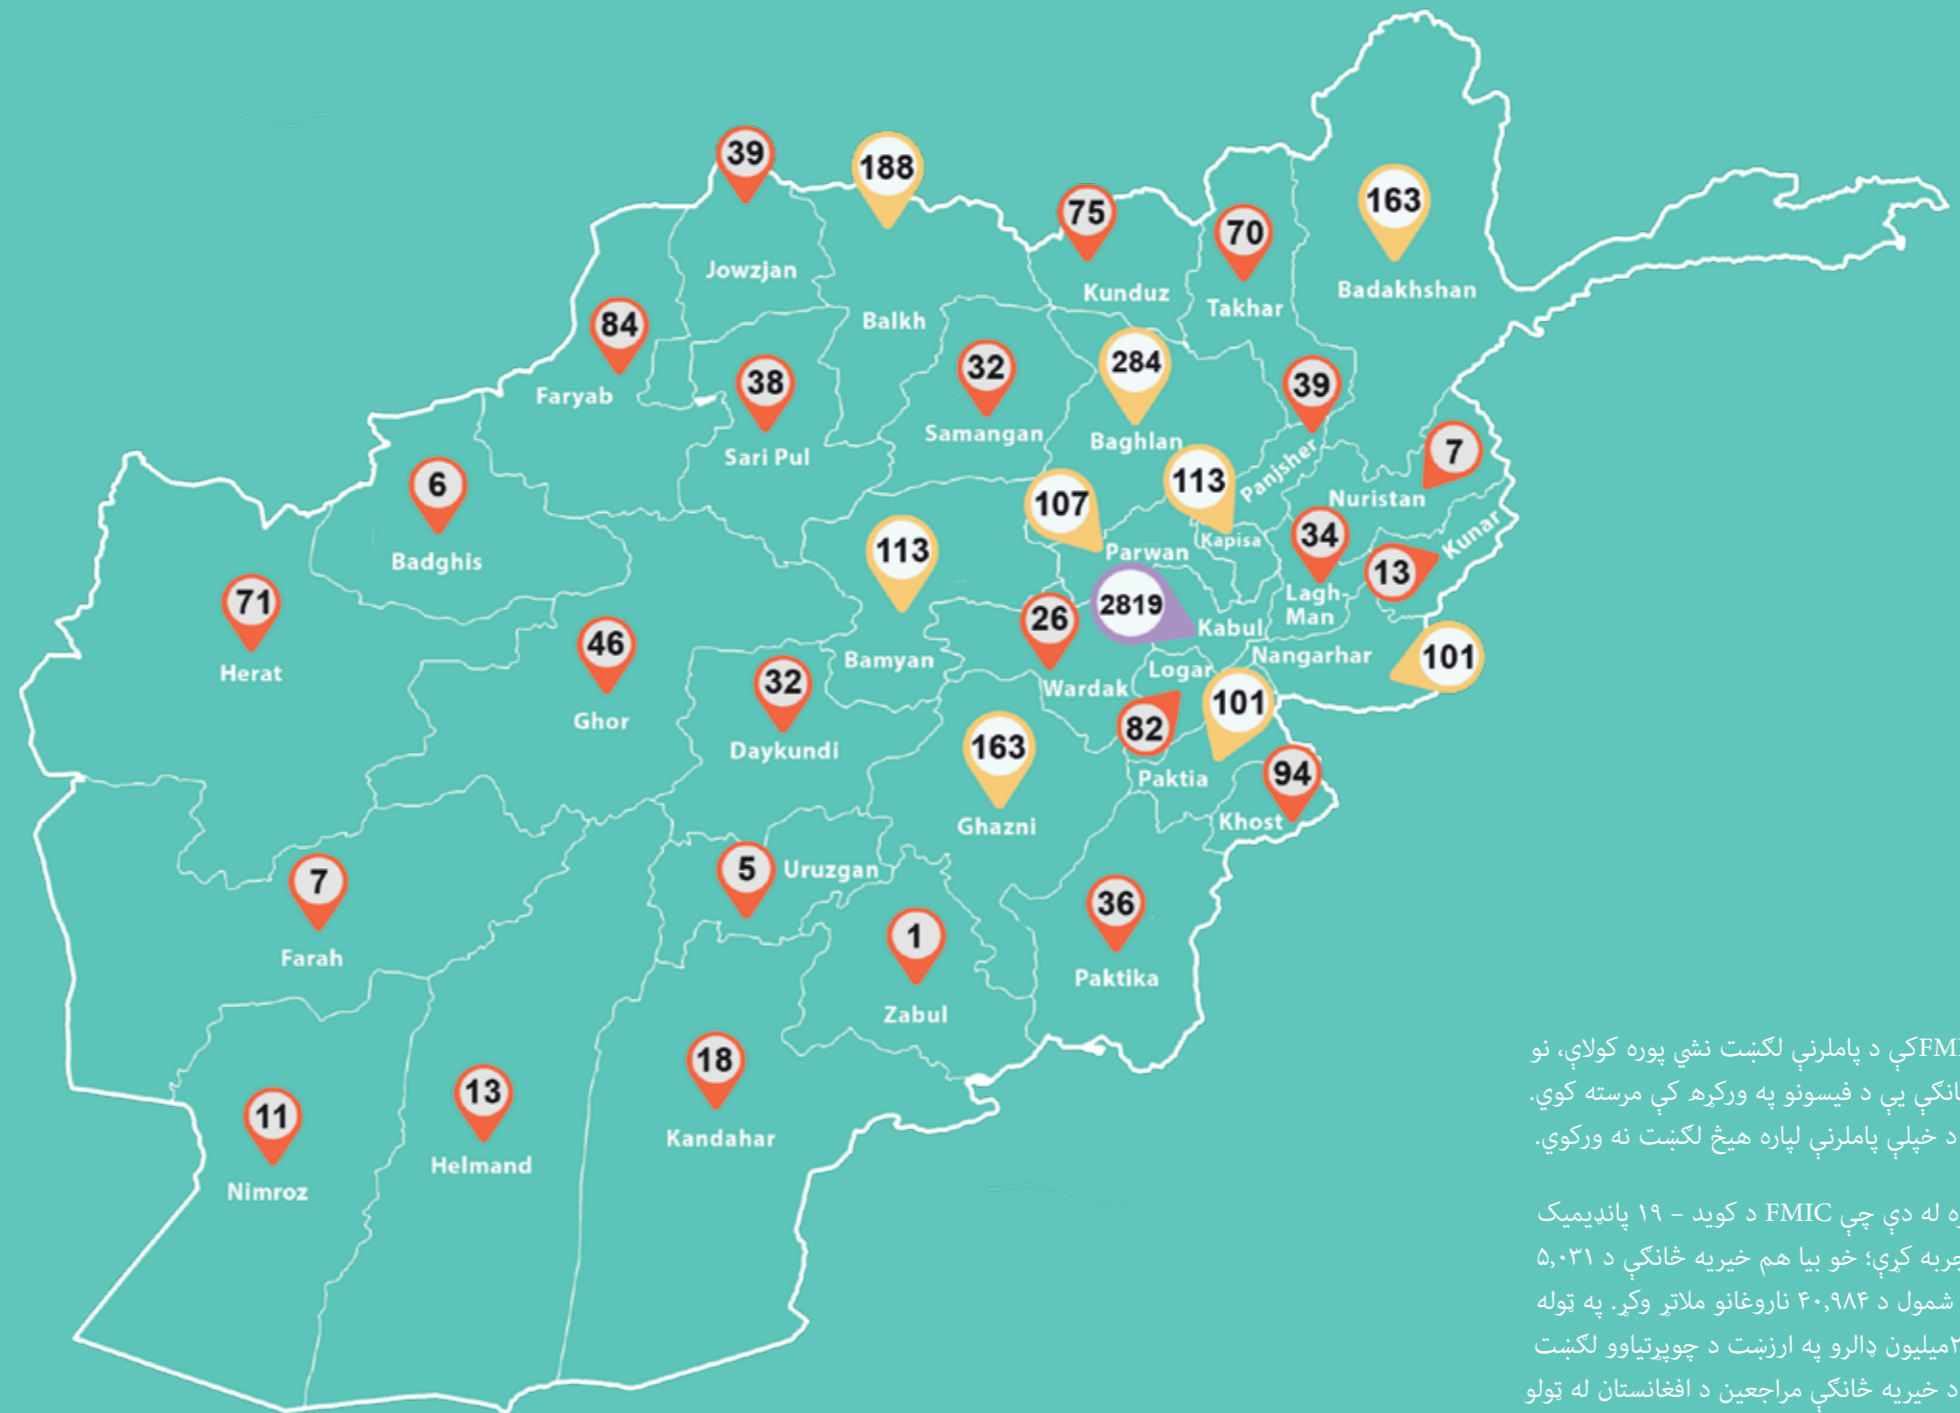 39
188
75
70
163
Jowzjan
Kunduz
Takhar
Badakhshan
Balkh
84
Faryab
38
Sari Pul
32
Samangan
284
Baghlan
39
Panjsher
7
Nuristan
6
Badghis
107
Parwan
113
Kapisa
34
Lagh-
Man
13
Kunar
113
Bamyan
71
Herat
46
Ghor
32
Daykundi
26
Wardak
2819
Kabul
Nangarhar
101
Logar
82
101
Paktia
94
Khost
163
Ghazni
7
Farah
5
Uruzgan
1
Zabul
36
Paktika
11
Nimroz
13
Helmand
18
Kandahar
کې د پاملرنې لګښت نشي پوره کولای، نو
یې د فیسونو په ورکړه کې مرسته کوي.
د خپلې پاملرنې لپاره هیڅ لګښت نه ورکوي.
له دې چې FMIC د کوید – ۱۹ پانډیمیک
کړې؛ خو بیا هم خیریه څانګې د ۵,۰۳۱
شمول د ۴۰,۹۸۴ ناروغانو ملاتړ وکړ. په ټوله
میلیون ډالرو په ارزښت د چوپړتیاوو لګښت
د خیریه څانګې مراجعین د افغانستان له ټولو